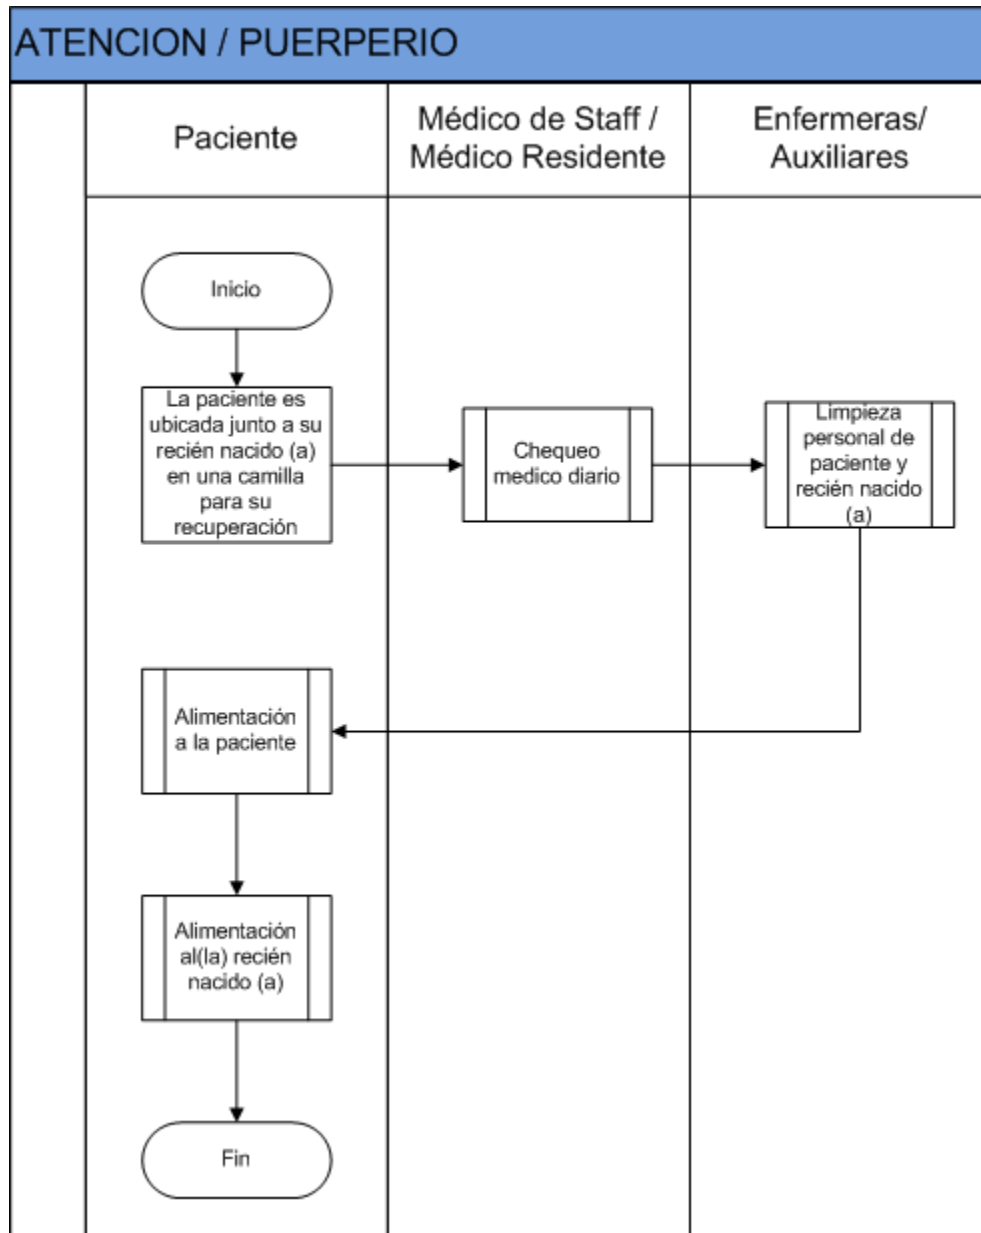 ATENCION / PUERPERIO
Paciente
Médico de Staff /
Médico Residente
Enfermeras/
Auxiliares
Inicio
La paciente es
ubicada junto a su
recién nacido (a)
en una camilla
para su
recuperación
Chequeo
medico diario
Limpieza
personal de
paciente y
recién nacido
(a)
Alimentación
a la paciente
Alimentación
al(la) recién
nacido (a)
Fin